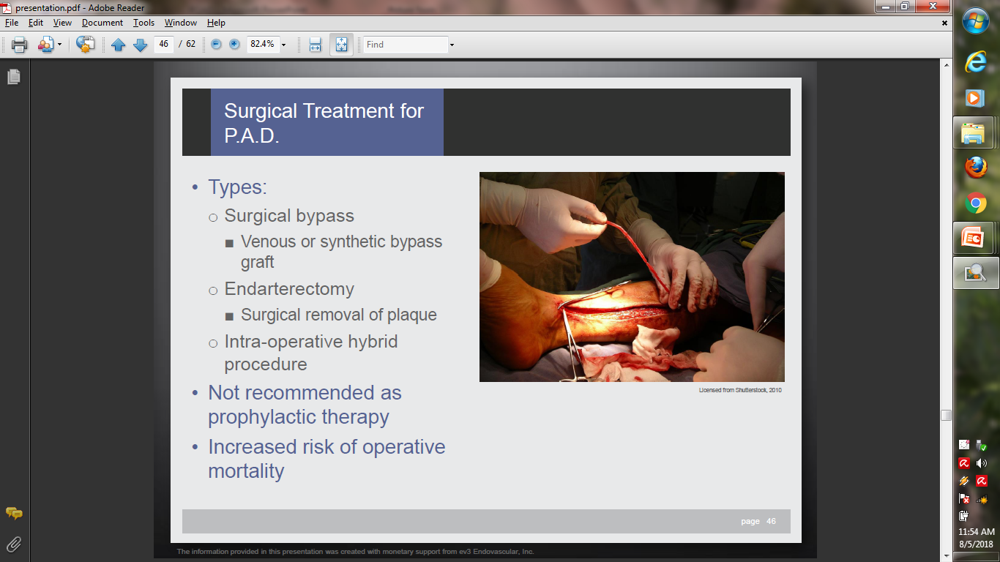 presentation.pdf - Adobe Reader
File Edit View Document Tools Window Help
46 / 62 82.4% Find
Surgical Treatment for
P.A.D.
• Types:
○ Surgical bypass
■ Venous or synthetic bypass
graft
○ Endarterectomy
■ Surgical removal of plaque
○ Intra-operative hybrid
procedure
• Not recommended as
prophylactic therapy
• Increased risk of operative
mortality
Licensed from Shutterstock, 2010
page 46
The information provided in this presentation was created with monetary support from ev3 Endovascular, Inc.
11:54 AM
8/5/2018